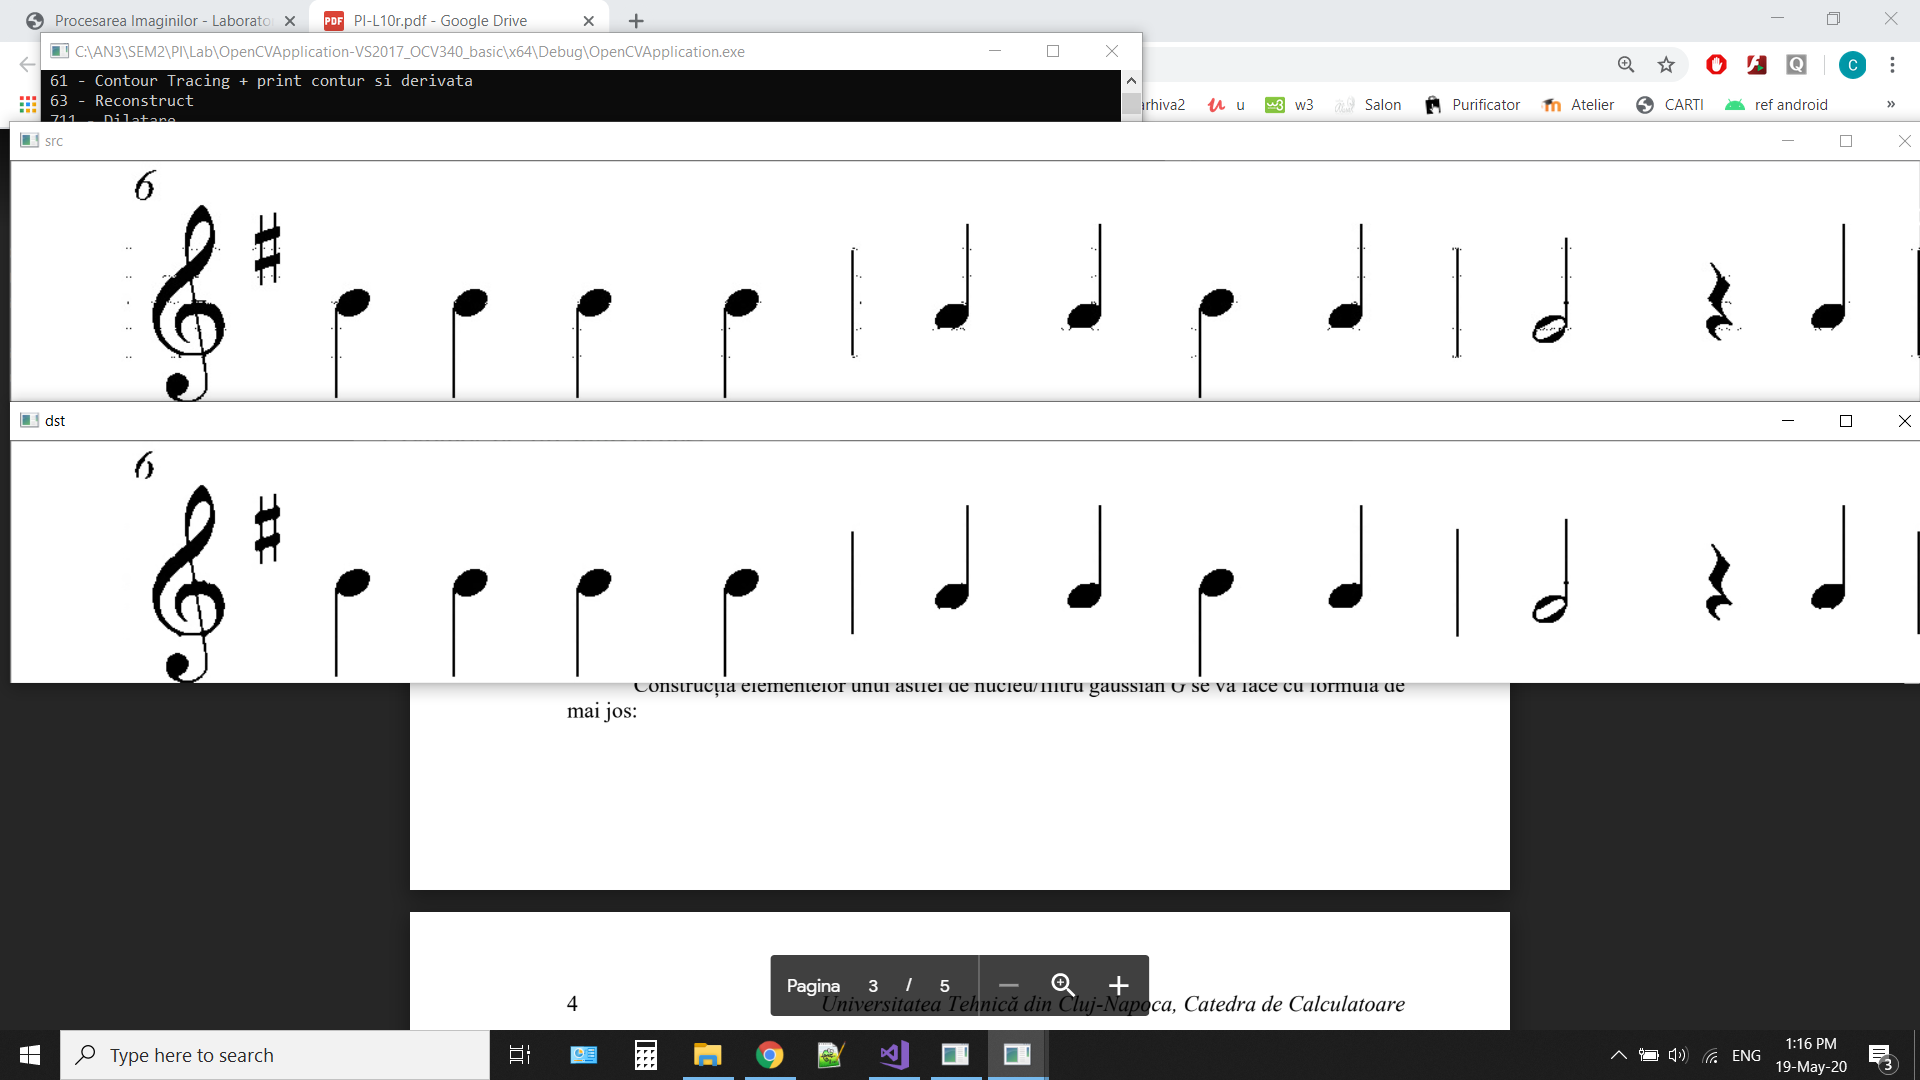 Procesarea Imaginilor - Laborato
PDF PI-L10r.pdf - Google Drive
C:\AN3\SEM2\PI\Lab\OpenCVApplication-VS2017_OCV340_basic\x64\Debug\OpenCVApplication.exe
61 - Contour Tracing + print contur si derivata
63 - Reconstruct
711 - Dilatare
C
arhiva2
u
w3
Salon
Purificator
Atelier
CARTI
ref android
»
src
6
dst
6
Construcția elementelor unui astfel de nucleu/filtru gaussian G se va face cu formula de
mai jos:
Pagina 3 / 5
4 Universitatea Tehnică din Cluj-Napoca, Catedra de Calculatoare
Type here to search
ENG
1:16 PM
19-May-20
3